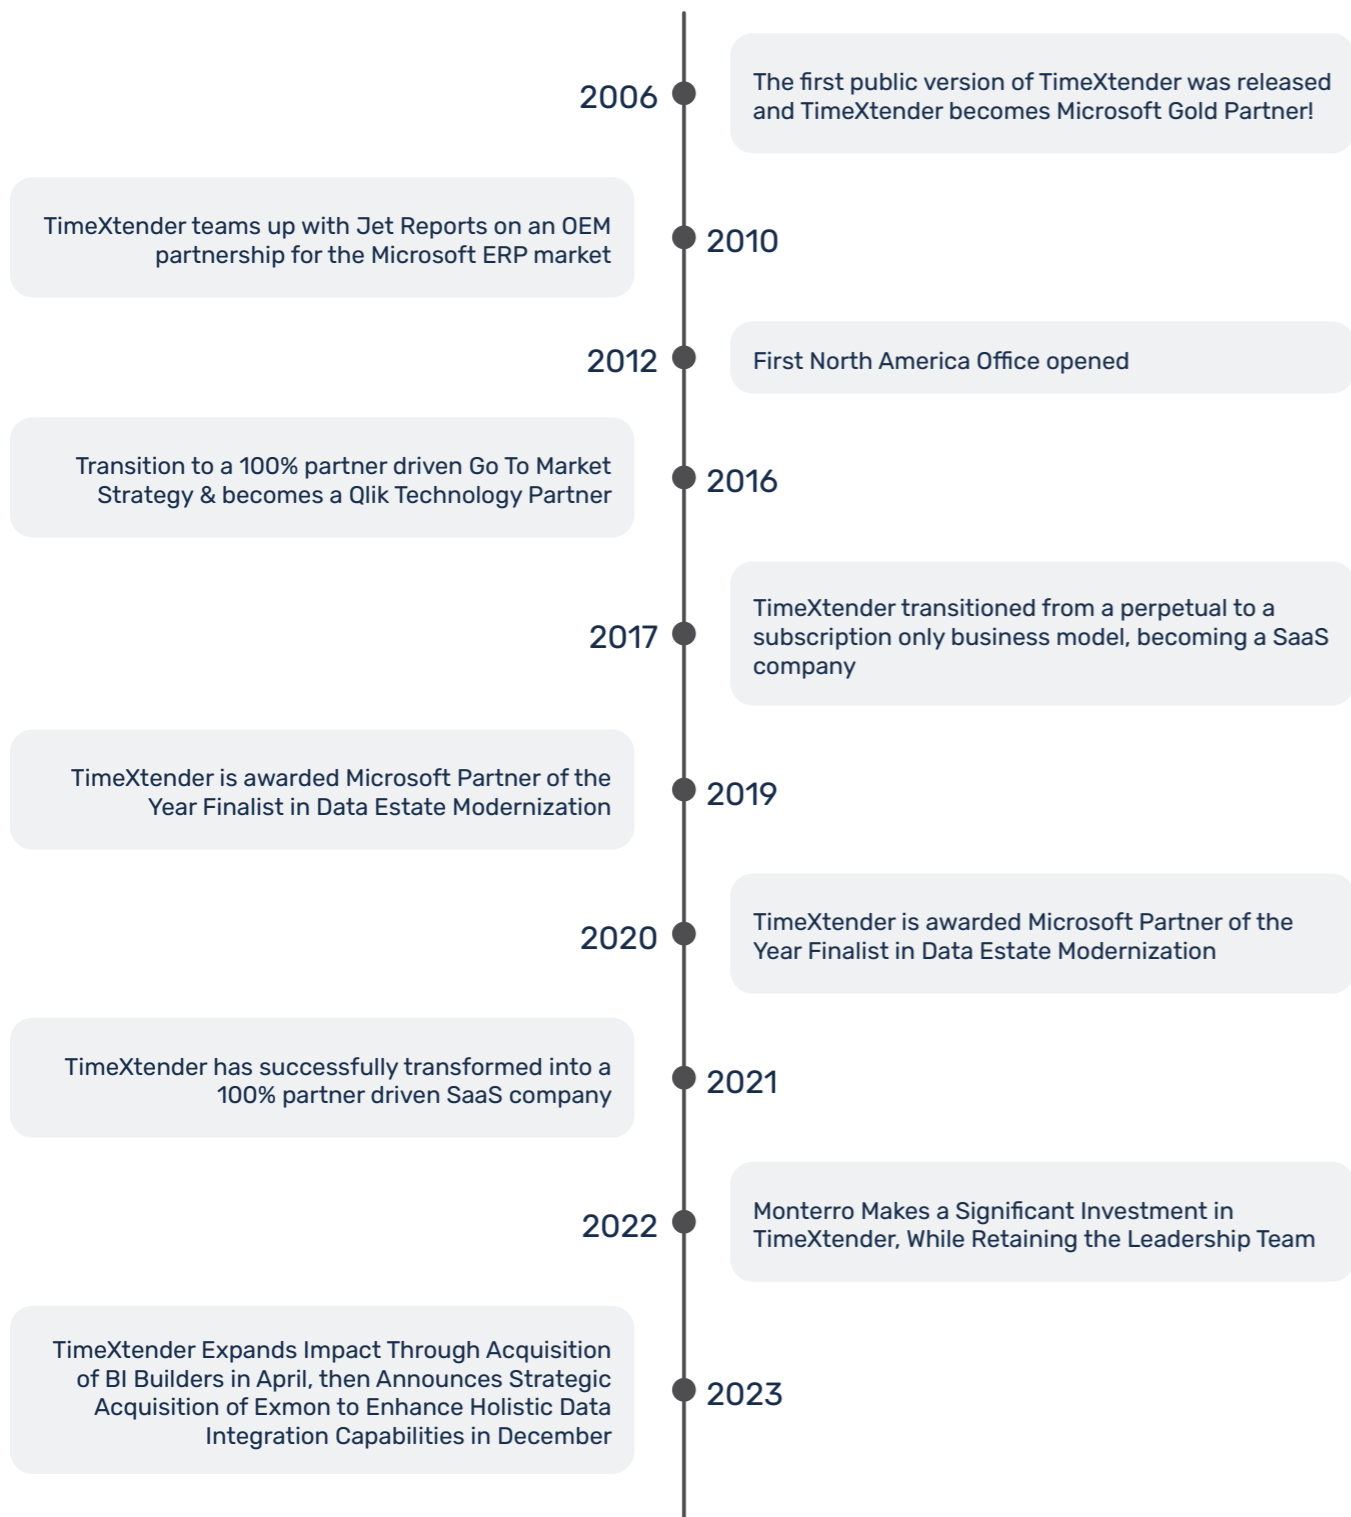 2006
The first public version of TimeXtender was released
and TimeXtender becomes Microsoft Gold Partner!
TimeXtender teams up with Jet Reports on an OEM
partnership for the Microsoft ERP market
2010
2012
First North America Office opened
Transition to a 100% partner driven Go To Market
Strategy & becomes a Qlik Technology Partner
2016
2017
TimeXtender transitioned from a perpetual to a
subscription only business model, becoming a SaaS
company
TimeXtender is awarded Microsoft Partner of the
Year Finalist in Data Estate Modernization
2019
2020
TimeXtender is awarded Microsoft Partner of the
Year Finalist in Data Estate Modernization
TimeXtender has successfully transformed into a
100% partner driven SaaS company
2021
2022
Monterro Makes a Significant Investment in
TimeXtender, While Retaining the Leadership Team
TimeXtender Expands Impact Through Acquisition
of BI Builders in April, then Announces Strategic
Acquisition of Exmon to Enhance Holistic Data
Integration Capabilities in December
2023